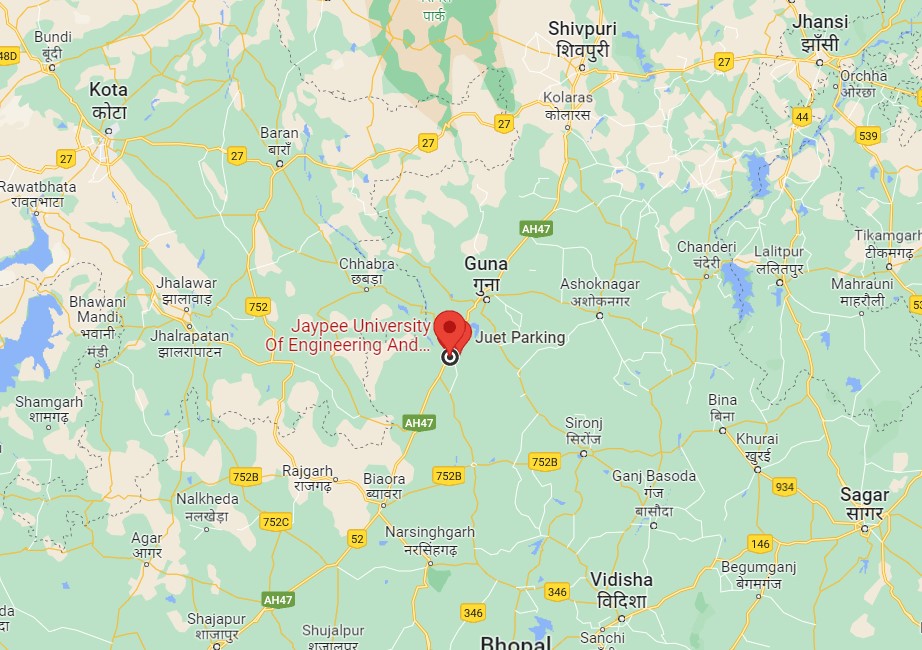 पार्क
Shivpuri
शिवपुरी
Jhansi
झाँसी
Bundi
बूंदी
48D
27
Kota
कोटा
Orchha
ओरछा
Kolaras
कोलारस
44
27
27
539
Baran
बाराँ
27
27
Rawatbhata
रावतभाटा
AH47
Tikamgarh
टीकमगढ़
Chanderi
चंदेरी
Lalitpur
ललितपुर
Chhabra
छबड़ा
Guna
गुना
Jhalawar
झालावाड़
Ashoknagar
अशोकनगर
Mahrauni
महरौली
Bhawani
Mandi
भवानी
मंडी
752
Jhalrapatan
झालरापाटन
Jaypee University
Of Engineering And...
Juet Parking
Shamgarh
शामगढ़
AH47
Bina
बिना
Sironj
सिरोंज
Khurai
खुरई
752B
Rajgarh
राजगढ़
Biaora
ब्यावरा
752B
752B
Ganj Basoda
गंज
बासौदा
934
Sagar
सागर
Nalkheda
नलखेड़ा
752C
52
Agar
आगर
Narsinghgarh
नरसिंहगढ़
146
Begumganj
बेगमगंज
Vidisha
विदिशा
346
AH47
346
Shajapur
शाजापुर
Shujalpur
शुजालपुर
Bhopal
Sanchi
साँची